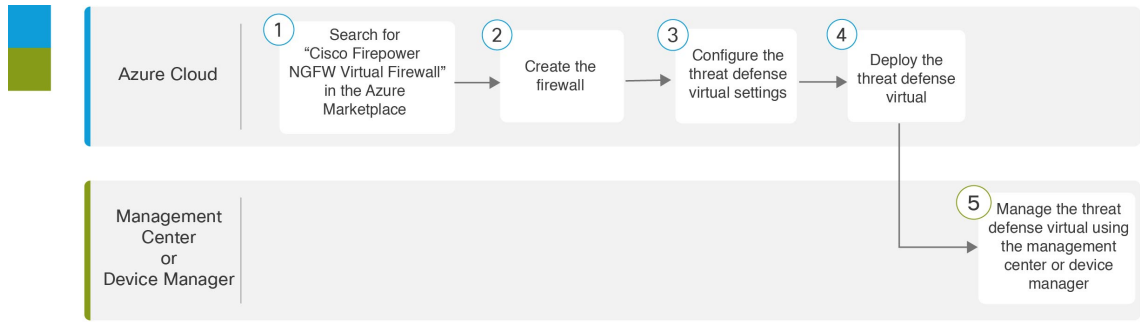 Azure Cloud
1
Search for
“Cisco Firepower
NGFW Virtual Firewall”
in the Azure
Marketplace
2
Create the
firewall
3
Configure the
threat defense
virtual settings
4
Deploy the
threat defense
virtual
Management
Center
or
Device Manager
5
Manage the threat
defense virtual using
the management
center or device
manager